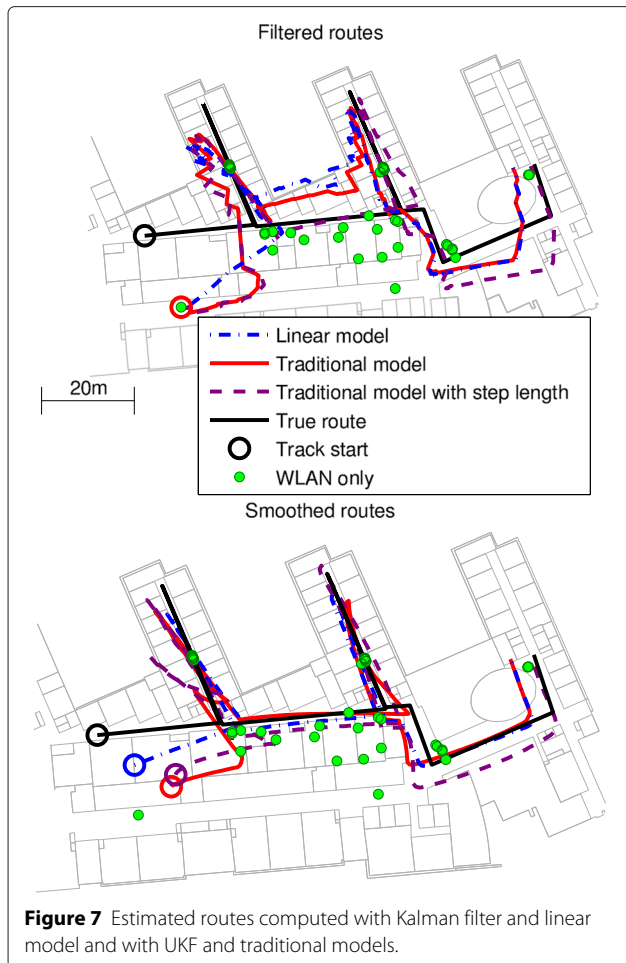 Filtered routes
Linear model
Traditional model
Traditional model with step length
True route
Track start
WLAN only
20m
Smoothed routes
Figure 7 Estimated routes computed with Kalman filter and linear
model and with UKF and traditional models.